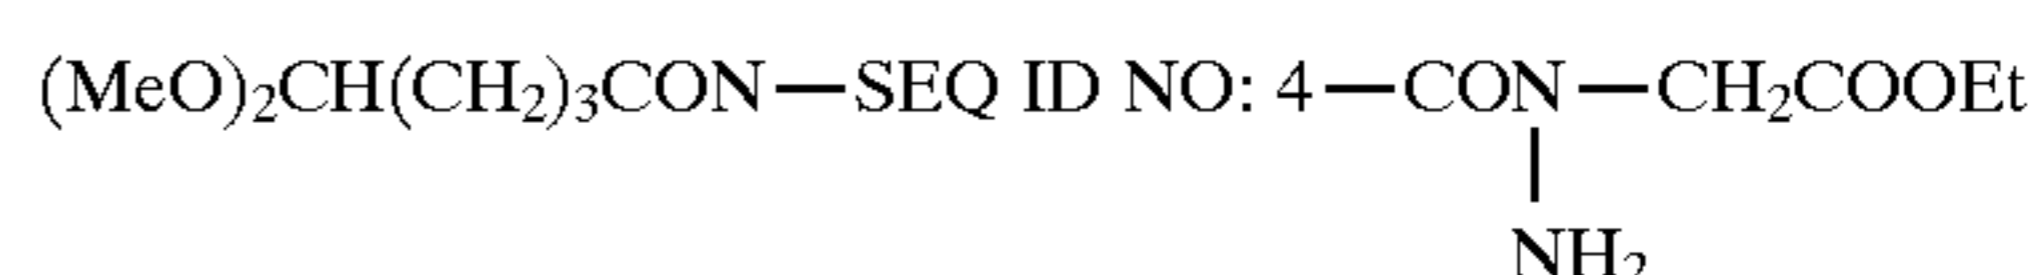 (MeO)₂CH(CH₂)₃CON—SEQ ID NO: 4—CON—CH₂COOEt
NH₂